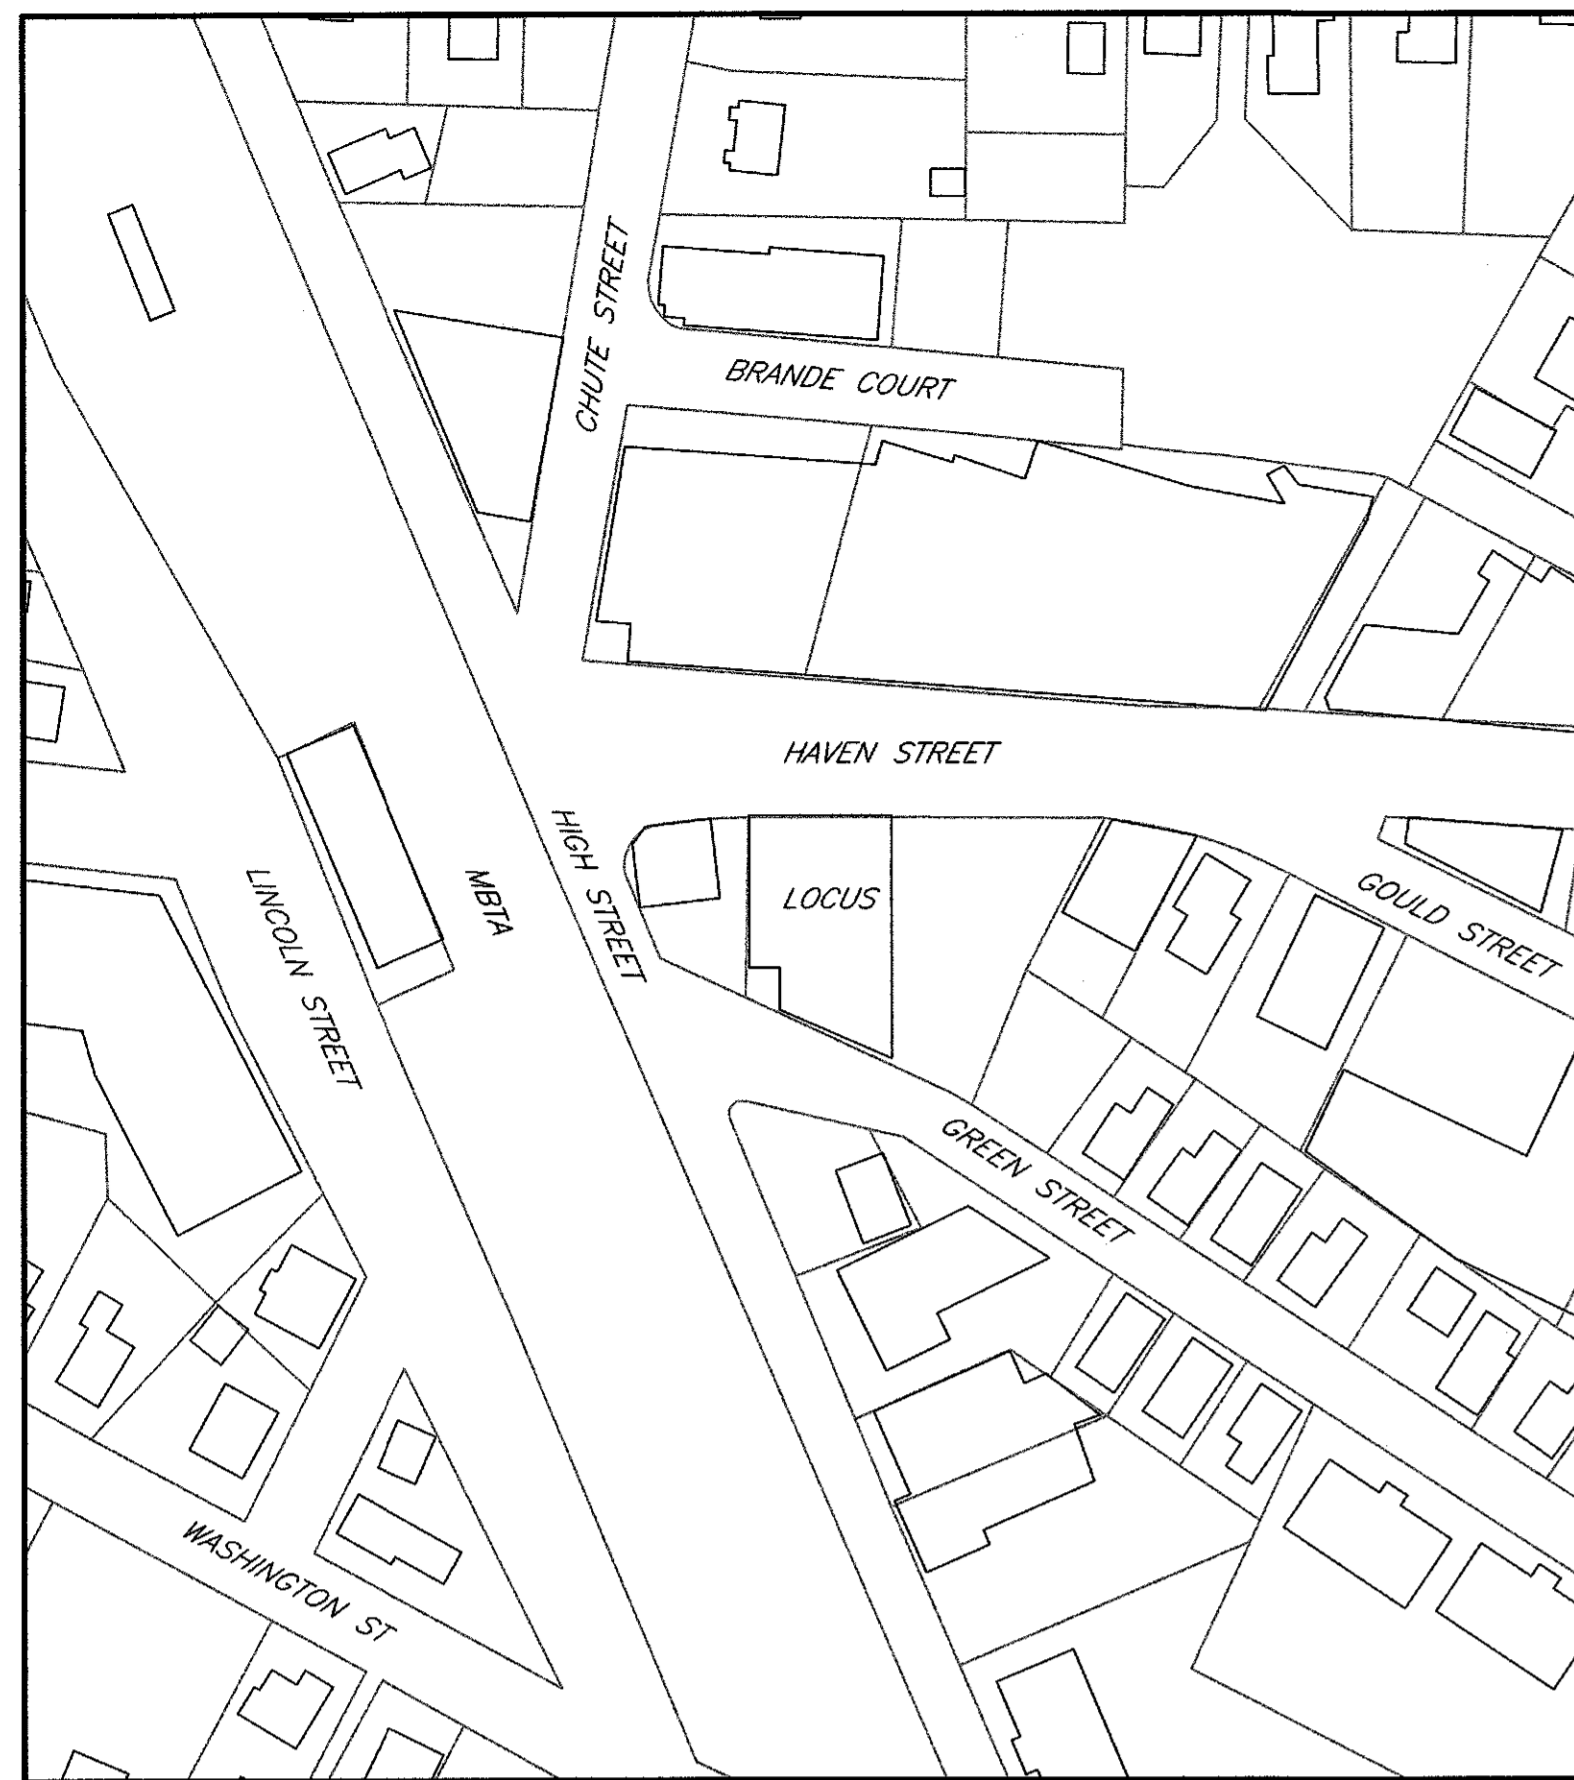 CHUTE STREET
BRANDE COURT
HAVEN STREET
HIGH STREET
LOCUS
LINCOLN STREET
MBTA
GOULD STREET
GREEN STREET
WASHINGTON ST